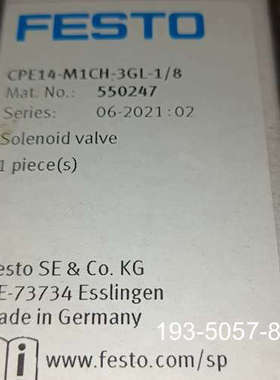 FESTO
CPE14-M1CH-3GL-1/8
Mat. No.: 550247
Series: 06-2021:02
Solenoid valve
1 piece(s)
esto SE & Co. KG
E-73734 Esslingen
ade in Germany
www.festo.com/sp
193-5057-8